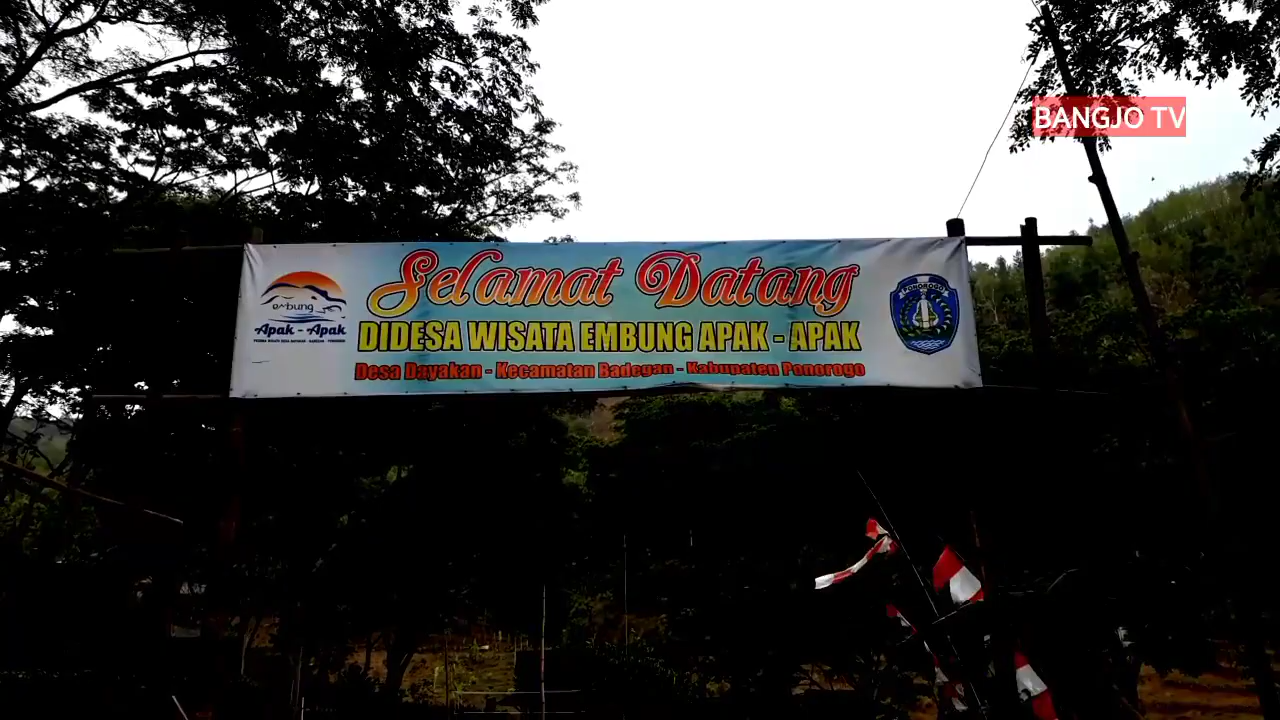 BANGJO TV
Selamat Datang
DIDESA WISATA EMBUNG APAK - APAK
Desa Dayakan - Kecamatan Badegan - Kabupaten Ponorogo
embung
Apak - Apak
PONOROGO